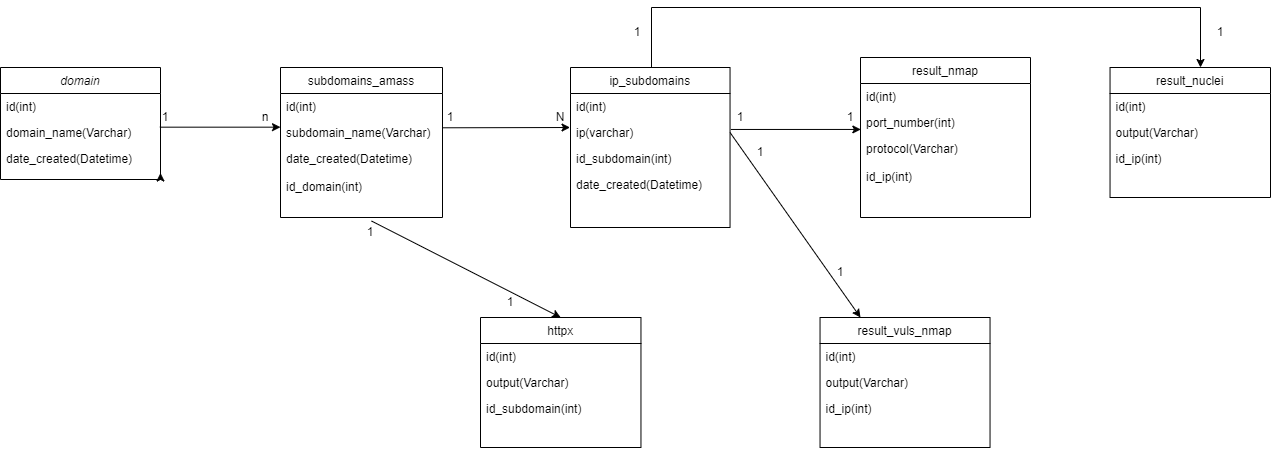 domain
id(int)
domain_name(Varchar)
date_created(Datetime)
1
n
subdomains_amass
id(int)
subdomain_name(Varchar)
date_created(Datetime)
id_domain(int)
1
N
ip_subdomains
id(int)
ip(varchar)
id_subdomain(int)
date_created(Datetime)
1
1
result_nmap
id(int)
port_number(int)
protocol(Varchar)
id_ip(int)
1
1
result_nuclei
id(int)
output(Varchar)
id_ip(int)
1
1
httpx
id(int)
output(Varchar)
id_subdomain(int)
1
1
result_vuls_nmap
id(int)
output(Varchar)
id_ip(int)